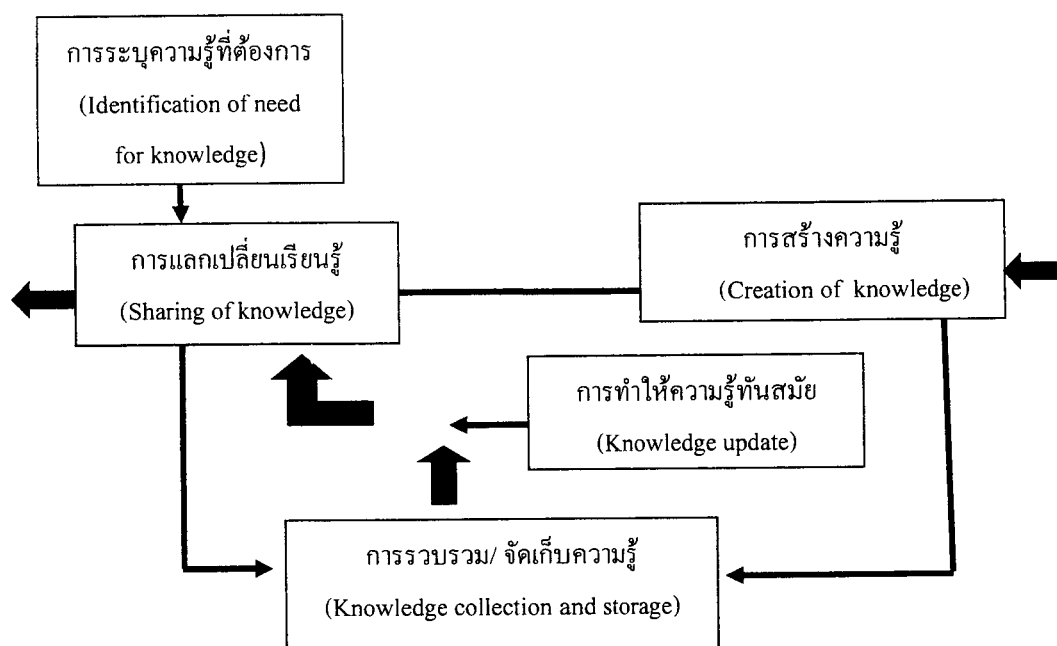 การระบุความรู้ที่ต้องการ
(Identification of need
for knowledge)
การแลกเปลี่ยนเรียนรู้
(Sharing of knowledge)
การสร้างความรู้
(Creation of knowledge)
การทำให้ความรู้ทันสมัย
(Knowledge update)
การรวบรวม/ จัดเก็บความรู้
(Knowledge collection and storage)